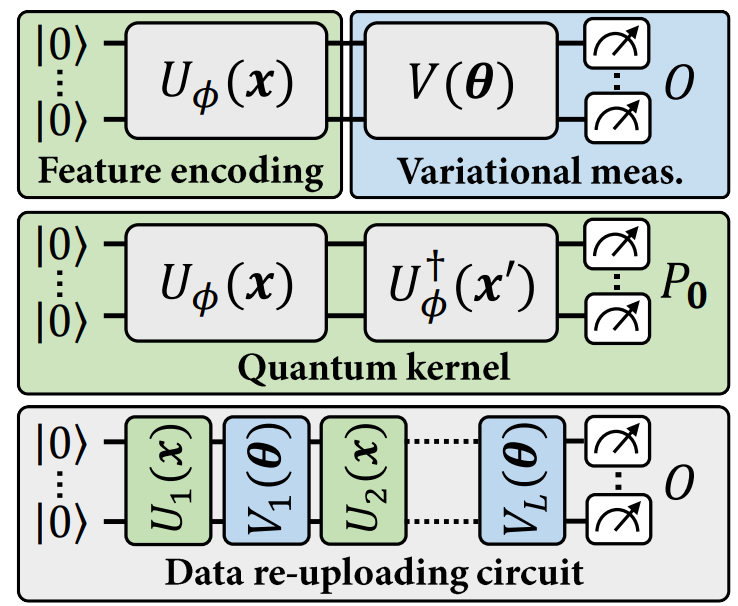 |0⟩ U_ϕ(x) V(θ) O
⋮
|0⟩
Feature encoding Variational meas.
|0⟩ U_ϕ(x) U_ϕ^†(x′) P_0
⋮
|0⟩
Quantum kernel
|0⟩ U_1(x) V_1(θ) U_2(x) V_L(θ) O
⋮
|0⟩
Data re-uploading circuit